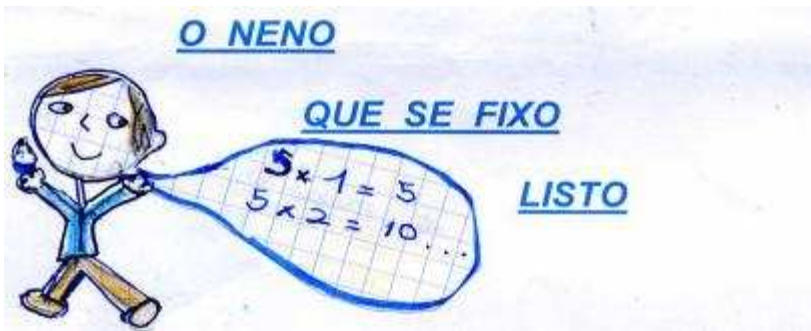 O NENO
QUE SE FIXO
LISTO
5 x 1 = 5
5 x 2 = 10...